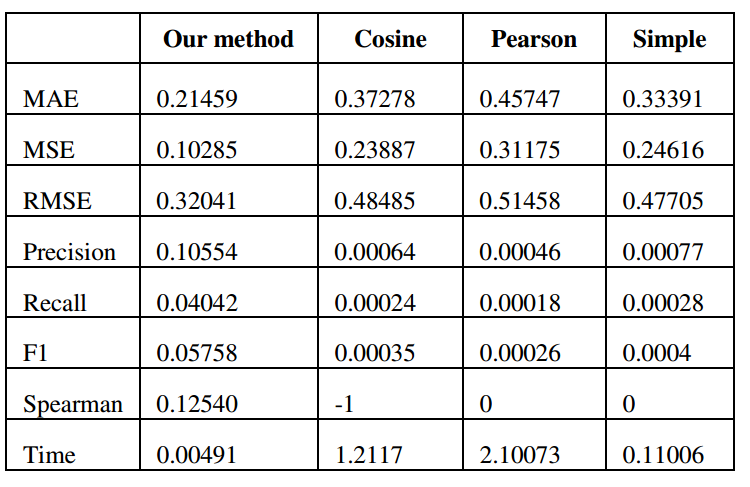 Our method Cosine Pearson Simple
MAE 0.21459 0.37278 0.45747 0.33391
MSE 0.10285 0.23887 0.31175 0.24616
RMSE 0.32041 0.48485 0.51458 0.47705
Precision 0.10554 0.00064 0.00046 0.00077
Recall 0.04042 0.00024 0.00018 0.00028
F1 0.05758 0.00035 0.00026 0.0004
Spearman 0.12540 -1 0 0
Time 0.00491 1.2117 2.10073 0.11006